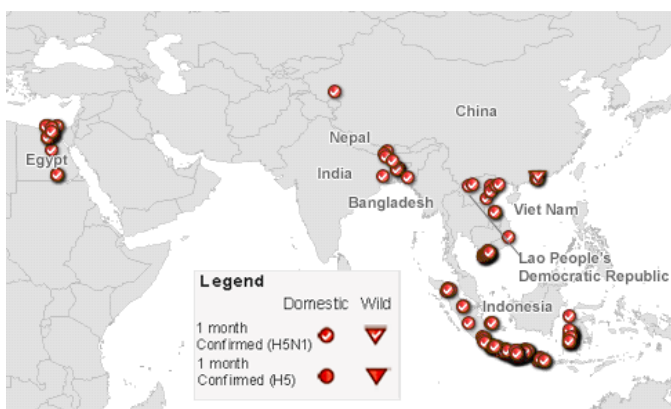 China
Nepal
Egypt
India
Bangladesh
Viet Nam
Lao People's
Democratic Republic
Indonesia
Legend
Domestic Wild
1 month
Confirmed (H5N1)
1 month
Confirmed (H5)